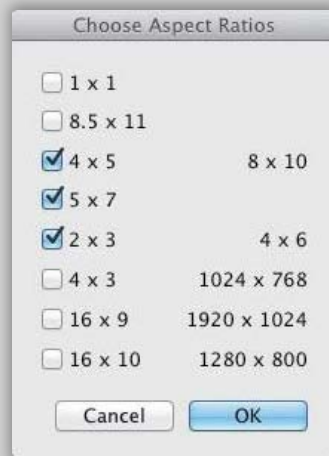 Choose Aspect Ratios
1 x 1
8.5 x 11
4 x 5 8 x 10
5 x 7
2 x 3 4 x 6
4 x 3 1024 x 768
16 x 9 1920 x 1024
16 x 10 1280 x 800
Cancel OK